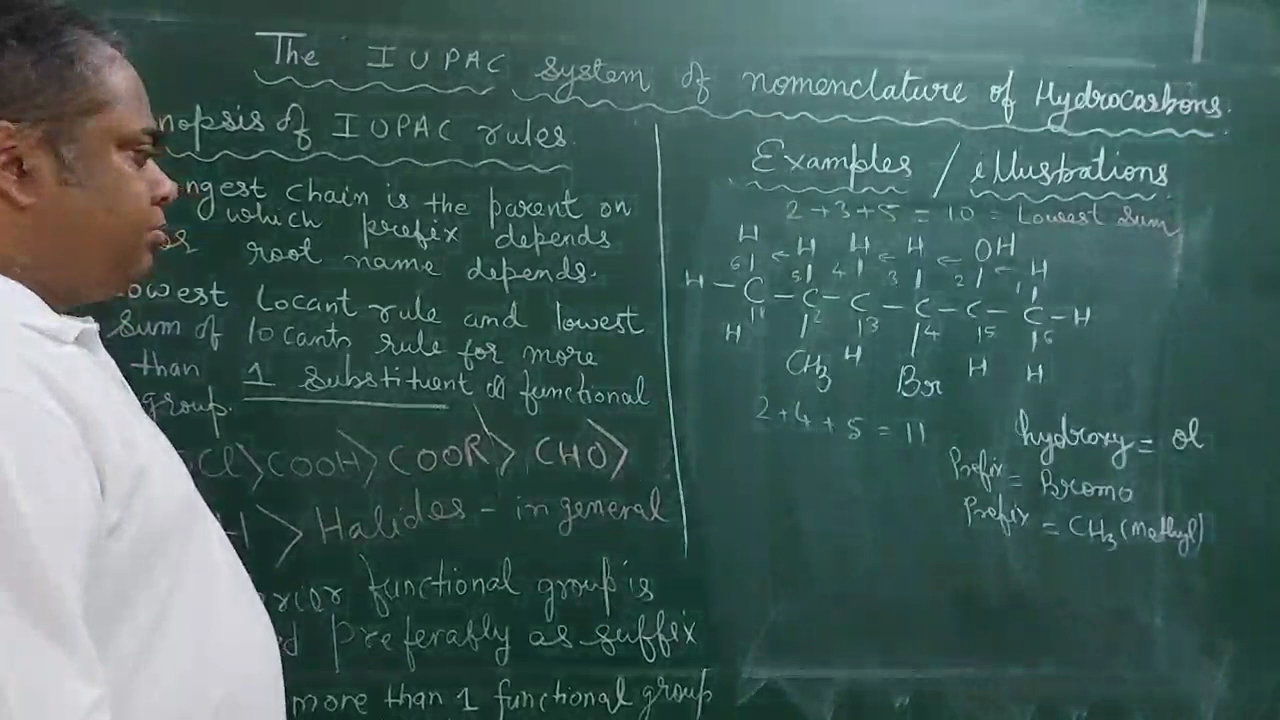 The IUPAC system of nomenclature of Hydrocarbons.
nopsis of IUPAC rules.
ngest chain is the parent on
which prefix depends
root name depends.
owest Locant rule and lowest
sum of locants rule for more
than 1 substituent or functional
group.
Cl > COOH > COOR > CHO >
H > Halides - in general
rior functional group is
d preferably as suffix
more than 1 functional group
Examples / illustrations
2 + 3 + 5 = 10 = Lowest Sum
H H H H OH
6 ← 5 4 ← 3 ← 2 ← 1 H
H - C - C - C - C - C - C - H
1 2 3 4 5 6
H CH3 H Br H H
2 + 4 + 5 = 11
hydroxy = ol
Prefix = Bromo
Prefix = CH3 (Methyl)